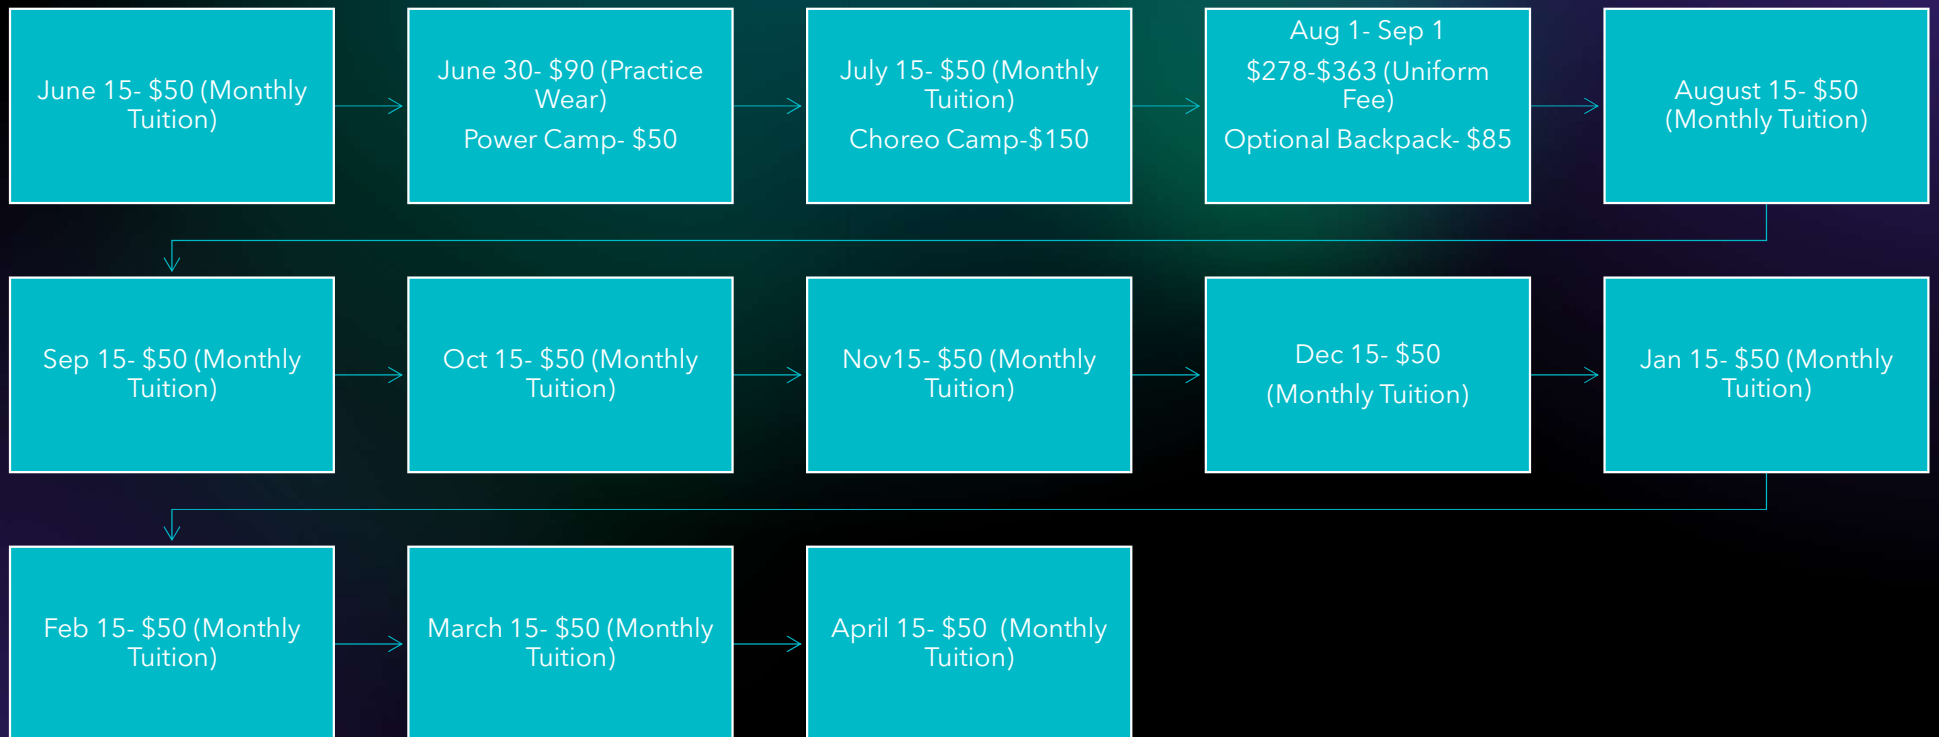 June 15- $50 (Monthly
Tuition)
June 30- $90 (Practice
Wear)
Power Camp- $50
July 15- $50 (Monthly
Tuition)
Choreo Camp-$150
Aug 1- Sep 1
$278-$363 (Uniform
Fee)
Optional Backpack- $85
August 15- $50
(Monthly Tuition)
Sep 15- $50 (Monthly
Tuition)
Oct 15- $50 (Monthly
Tuition)
Nov15- $50 (Monthly
Tuition)
Dec 15- $50
(Monthly Tuition)
Jan 15- $50 (Monthly
Tuition)
Feb 15- $50 (Monthly
Tuition)
March 15- $50 (Monthly
Tuition)
April 15- $50  (Monthly
Tuition)